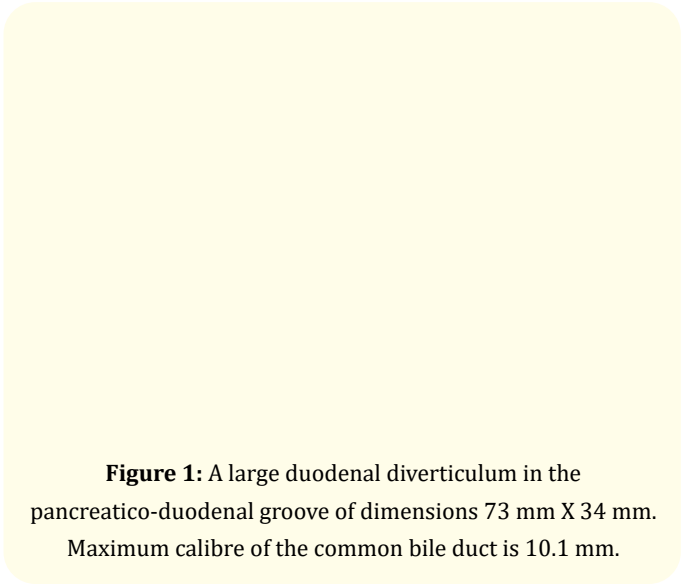 Figure 1: A large duodenal diverticulum in the
pancreatico-duodenal groove of dimensions 73 mm X 34 mm.
Maximum calibre of the common bile duct is 10.1 mm.